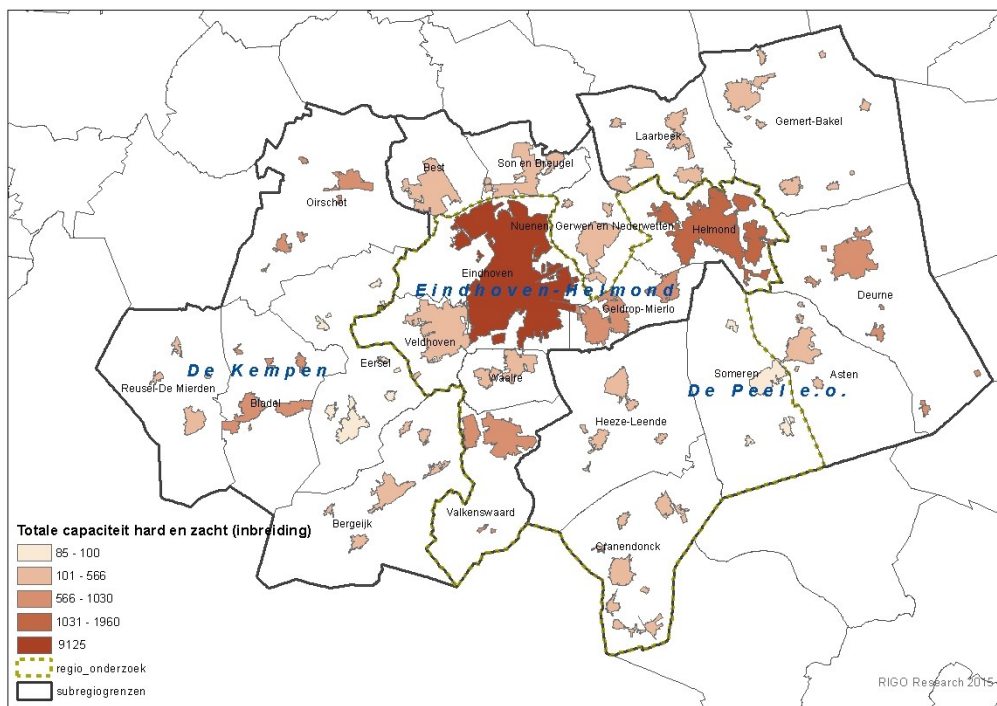 Gemert-Bakel
Laarbeek
Son en Breugel
Best
Oirschot
Nuenen, Gerwen en Nederwetten
Helmond
Eindhoven
Eindhoven-Helmond
Deurne
Geldrop-Mierlo
Veldhoven
Eersel
De Kempen
Waalre
Someren
Asten
Reusel-De Mierden
De Peel e.o.
Bladel
Heeze-Leende
Valkenswaard
Bergeijk
Cranendonck
Totale capaciteit hard en zacht (inbreiding)
85 - 100
101 - 566
566 - 1030
1031 - 1960
9125
regio_onderzoek
subregiogrenzen
RIGO Research 2015